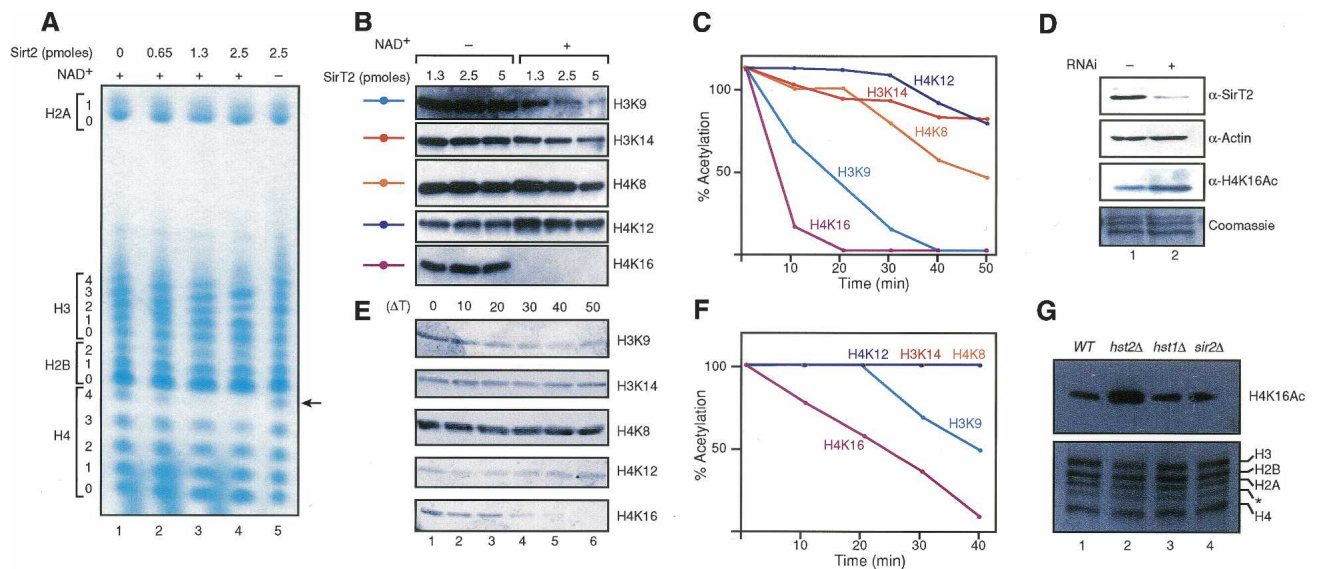 A
Sirt2 (pmoles) 0 0.65 1.3 2.5 2.5
NAD+ + + + + −
H2A
1
0
H3
4
3
2
1
0
H2B
2
1
0
H4
4
3
2
1
0
1 2 3 4 5
B
NAD+ − +
SirT2 (pmoles) 1.3 2.5 5 1.3 2.5 5
H3K9
H3K14
H4K8
H4K12
H4K16
C
% Acetylation
100
50
H4K12
H3K14
H4K8
H3K9
H4K16
10 20 30 40 50
Time (min)
D
RNAi − +
α-SirT2
α-Actin
α-H4K16Ac
Coomassie
1 2
E
(ΔT) 0 10 20 30 40 50
H3K9
H3K14
H4K8
H4K12
H4K16
1 2 3 4 5 6
F
% Acetylation
100
50
H4K12 H3K14 H4K8
H3K9
H4K16
10 20 30 40
Time (min)
G
WT hst2Δ hst1Δ sir2Δ
H4K16Ac
H3
H2B
H2A
*
H4
1 2 3 4